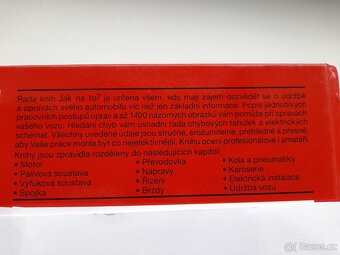 Řada knih Jak na to? je určena všem, kdo mají zájem dozvědět se o údržbě
a opravách svého automobilu víc než jen základní informace. Popis jednotlivých
pracovních postupů oprav a až 1400 názorných obrázků vám pomůže při opravách
vašeho vozu. Hledání chyb vám usnadní řada chybových tabulek a elektrických
schémat. Všechny uvedené údaje jsou stručné, srozumitelné, přehledné a přesné,
aby Vaše práce mohla být co nejefektivnější. Knihu ocení profesionálové i amatéři.
Knihy jsou zpravidla rozděleny do následujících kapitol:
• Motor
• Palivová soustava
• Výfuková soustava
• Spojka
• Převodovka
• Nápravy
• Řízení
• Brzdy
• Kola a pneumatiky
• Karoserie
• Elektrická instalace
• Údržba vozu
Sbazar.cz